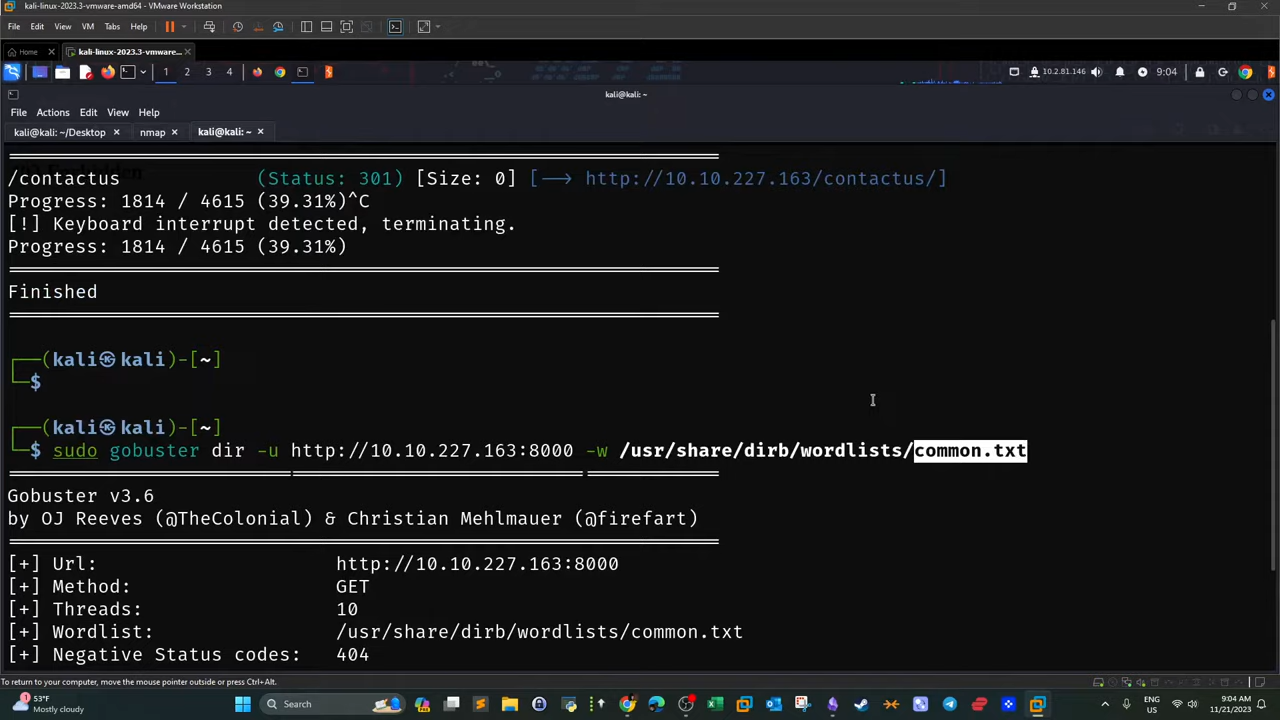 kali-linux-2023.3-vmware-amd64 - VMware Workstation
File Edit View VM Tabs Help
Home kali-linux-2023.3-vmware...
1 2 3 4 10.2.81.146 9:04
kali@kali: ~
File Actions Edit View Help
kali@kali: ~/Desktop nmap kali@kali: ~
/contactus (Status: 301) [Size: 0] [--> http://10.10.227.163/contactus/]
Progress: 1814 / 4615 (39.31%)^C
[!] Keyboard interrupt detected, terminating.
Progress: 1814 / 4615 (39.31%)
Finished
┌──(kali㉿kali)-[~]
└─$
┌──(kali㉿kali)-[~]
└─$ sudo gobuster dir -u http://10.10.227.163:8000 -w /usr/share/dirb/wordlists/common.txt
Gobuster v3.6
by OJ Reeves (@TheColonial) & Christian Mehlmauer (@firefart)
[+] Url: http://10.10.227.163:8000
[+] Method: GET
[+] Threads: 10
[+] Wordlist: /usr/share/dirb/wordlists/common.txt
[+] Negative Status codes: 404
To return to your computer, move the mouse pointer outside or press Ctrl+Alt.
53°F
Mostly cloudy
Search
ENG
US
9:04 AM
11/21/2023